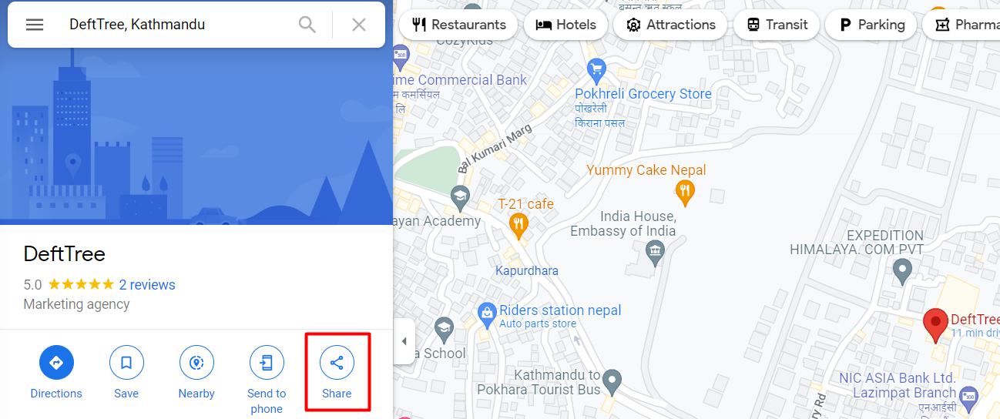 DeftTree, Kathmandu
DeftTree
5.0
2 reviews
Marketing agency
Directions
Save
Nearby
Send to
phone
Share
Restaurants
Hotels
Attractions
Transit
Parking
Pharma
CozyKids
ime Commercial Bank
म कमर्सियल
लि
Pokhreli Grocery Store
पोखरेली
किराना पसल
Bal Kumari Marg
Yummy Cake Nepal
T-21 cafe
ayan Academy
India House,
Embassy of India
EXPEDITION
HIMALAYA. COM PVT
Kapurdhara
Riders station nepal
Auto parts store
DeftTree
11 min driv
a School
Kathmandu to
Pokhara Tourist Bus
NIC ASIA Bank Ltd.
Lazimpat Branch
एनआईसी
ry Rd